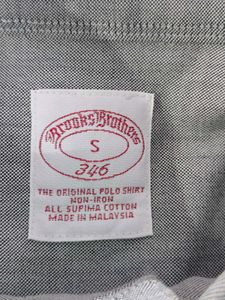 Brooks Brothers
S
346
THE ORIGINAL POLO SHIRT
NON-IRON
ALL SUPIMA COTTON
MADE IN MALAYSIA